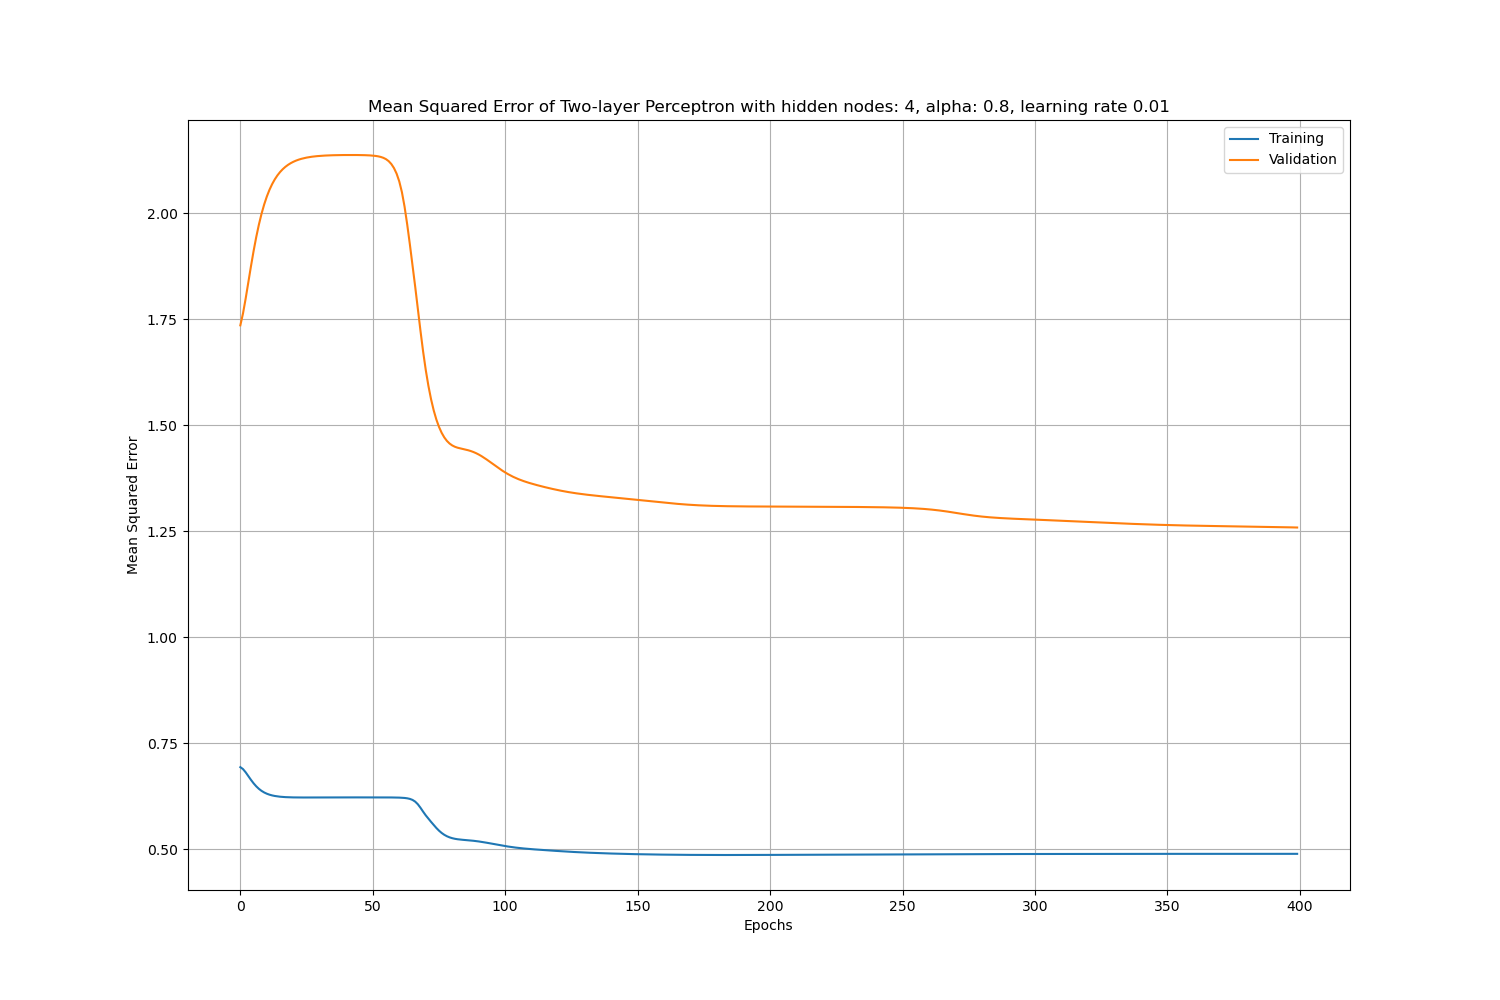 Mean Squared Error of Two-layer Perceptron with hidden nodes: 4, alpha: 0.8, learning rate 0.01
Training
Validation
Mean Squared Error
2.00
1.75
1.50
1.25
1.00
0.75
0.50
0 50 100 150 200 250 300 350 400
Epochs